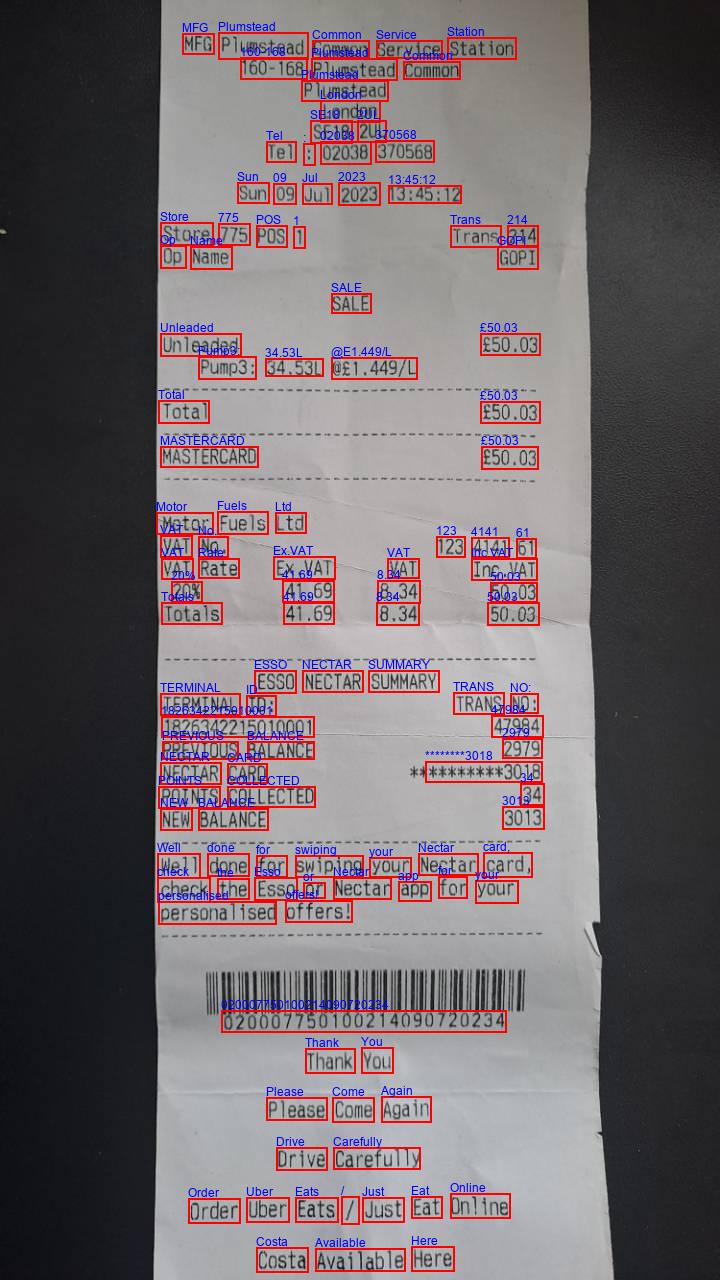 MFG Plumstead Common Service Station
160-168 Plumstead Common
Plumstead
London
SE18 2UL
Tel : 02038 370568
Sun 09 Jul 2023 13:45:12
Store 775 POS 1 Trans 214
Op Name GOPI
SALE
Unleaded £50.03
Pump3: 34.53L @£1.449/L
Total £50.03
MASTERCARD £50.03
Motor Fuels Ltd
VAT No. 123 4141 61
VAT Rate Ex.VAT VAT Inc.VAT
20% 41.69 8.34 50.03
Totals 41.69 8.34 50.03
ESSO NECTAR SUMMARY
TERMINAL ID: TRANS NO:
1826342215010001 47984
PREVIOUS BALANCE 2979
NECTAR CARD **********3018
POINTS COLLECTED 34
NEW BALANCE 3013
Well done for swiping your Nectar card,
check the Esso or Nectar app for your
personalised offers!
020007750100214090720234
Thank You
Please Come Again
Drive Carefully
Order Uber Eats / Just Eat Online
Costa Available Here